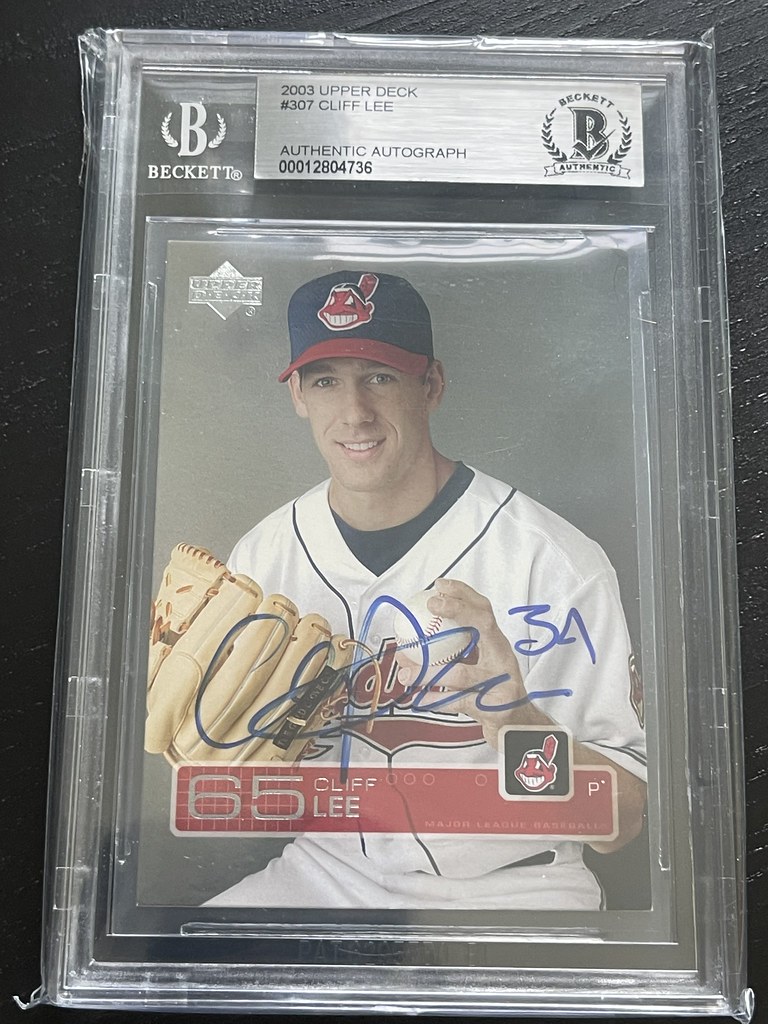 2003 UPPER DECK
#307 CLIFF LEE
AUTHENTIC AUTOGRAPH
00012804736
B
BECKETT®
BECKETT
B
AUTHENTIC
UPPER
DECK
34
65
CLIFF
LEE
P
MAJOR LEAGUE BASEBALL